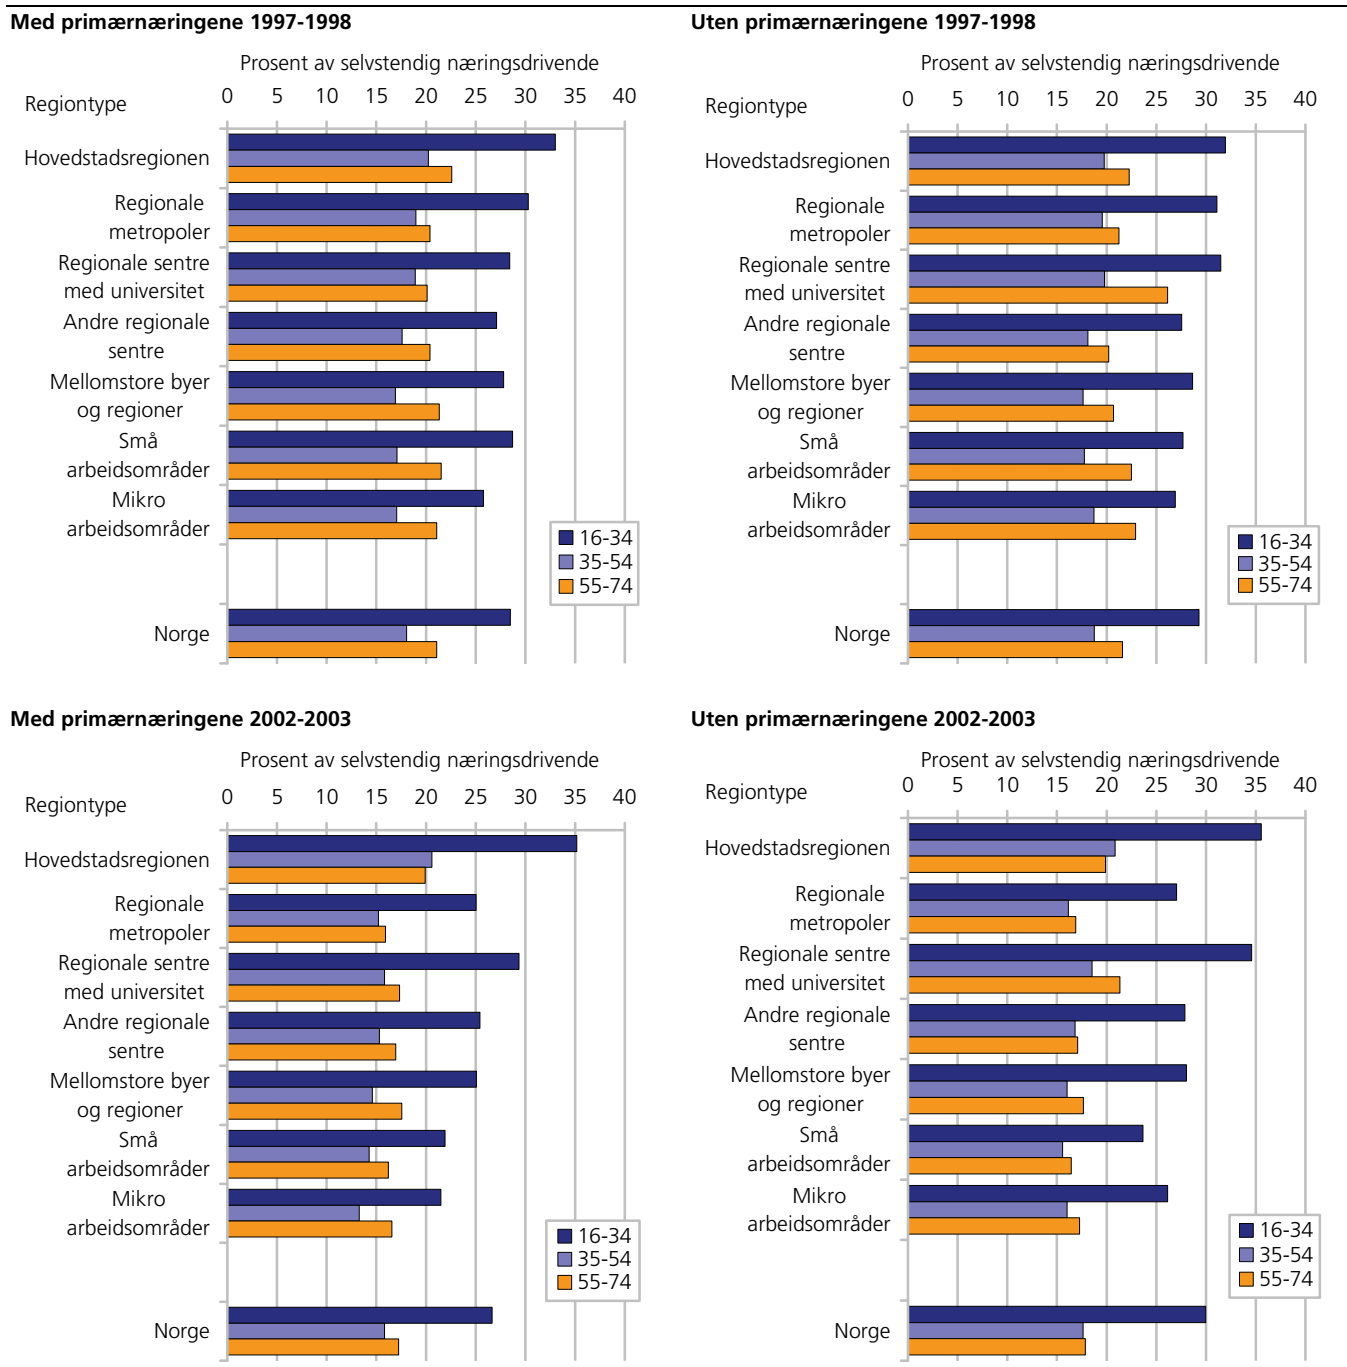 Med primærnæringene 1997-1998
Prosent av selvstendig næringsdrivende
Regiontype
0 5 10 15 20 25 30 35 40
Hovedstadsregionen
Regionale
metropoler
Regionale sentre
med universitet
Andre regionale
sentre
Mellomstore byer
og regioner
Små
arbeidsområder
Mikro
arbeidsområder
Norge
16-34
35-54
55-74
Uten primærnæringene 1997-1998
Prosent av selvstendig næringsdrivende
Regiontype
0 5 10 15 20 25 30 35 40
Hovedstadsregionen
Regionale
metropoler
Regionale sentre
med universitet
Andre regionale
sentre
Mellomstore byer
og regioner
Små
arbeidsområder
Mikro
arbeidsområder
Norge
16-34
35-54
55-74
Med primærnæringene 2002-2003
Prosent av selvstendig næringsdrivende
Regiontype
0 5 10 15 20 25 30 35 40
Hovedstadsregionen
Regionale
metropoler
Regionale sentre
med universitet
Andre regionale
sentre
Mellomstore byer
og regioner
Små
arbeidsområder
Mikro
arbeidsområder
Norge
16-34
35-54
55-74
Uten primærnæringene 2002-2003
Prosent av selvstendig næringsdrivende
Regiontype
0 5 10 15 20 25 30 35 40
Hovedstadsregionen
Regionale
metropoler
Regionale sentre
med universitet
Andre regionale
sentre
Mellomstore byer
og regioner
Små
arbeidsområder
Mikro
arbeidsområder
Norge
16-34
35-54
55-74